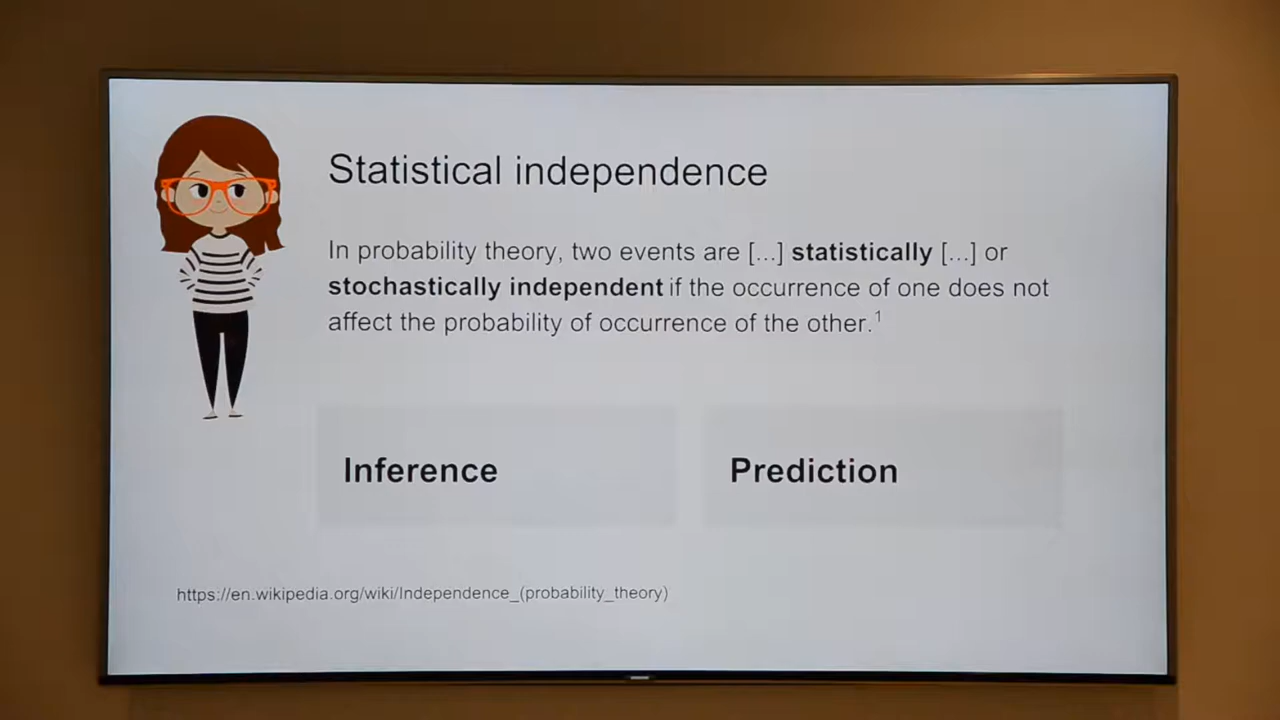 Statistical independence
In probability theory, two events are [...] statistically [...] or
stochastically independent if the occurrence of one does not
affect the probability of occurrence of the other.¹
Inference
Prediction
https://en.wikipedia.org/wiki/Independence_(probability_theory)